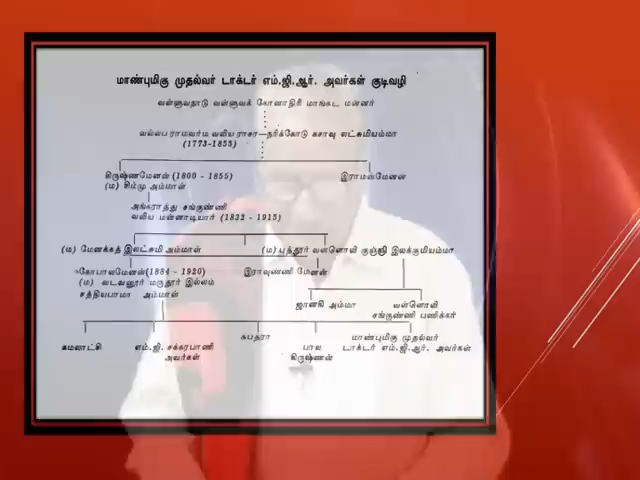 மாண்புமிகு முதல்வர் டாக்டர் எம்.ஜி.ஆர். அவர்கள் குடிவழி
வள்ளுவநாடு வள்ளுவக் கோனாதிரி மாங்கட மன்னர்
வல்லப ராமவர்ம வலிய ராசா—நரிக்கோடு கசாவு லட்சுமியம்மா
(1773-1855)
கிருஷ்ணமேனன் (1800 - 1855) இராமன்மேனன்
(ம) கிம்மு அம்மாள்
அங்கராத்து சங்குண்ணி
வலிய மன்னாடியார் (1832 - 1915)
(ம) மேனக்கத் இலட்சுமி அம்மாள் (ம) புத்தூர் வள்ளொலி குஞ்ஞி இலக்குமியம்மா
கோபாலமேனன் (1884 - 1920) இராவுண்ணி மேனன்
(ம) வடவனூர் மருதூர் இல்லம்
சத்தியபாமா அம்மாள்
ஜானகி அம்மா வள்ளொலி
சங்குண்ணி பணிக்கர்
கமலாட்சி எம்.ஜி. சக்கரபாணி சுபதரா பால மாண்புமிகு முதல்வர்
அவர்கள் கிருஷ்ணன் டாக்டர் எம்.ஜி.ஆர். அவர்கள்